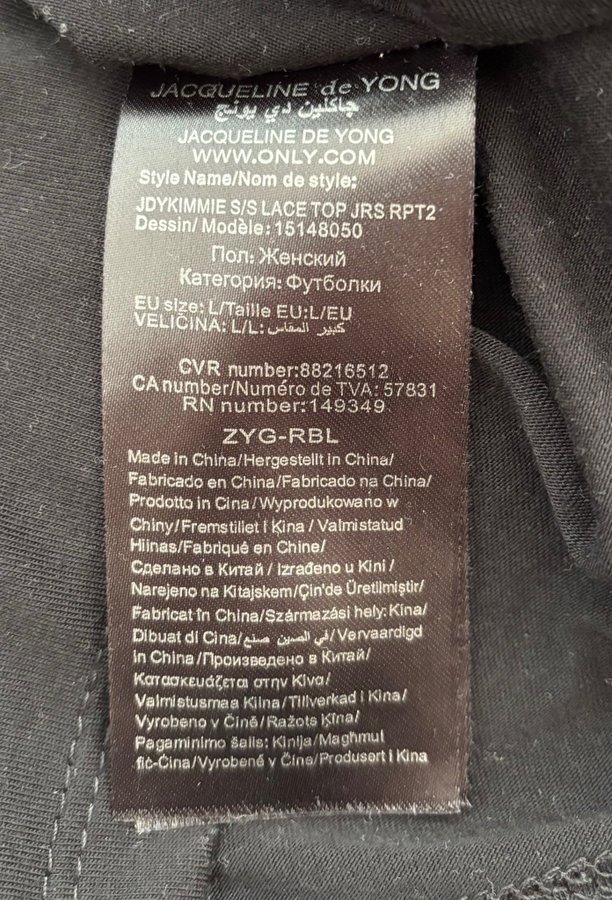 JACQUELINE de YONG
جاكلين دي يونج
JACQUELINE DE YONG
WWW.ONLY.COM
Style Name/Nom de style:
JDYKIMMIE S/S LACE TOP JRS RPT2
Dessin/ Modèle:15148050
Пол: Женский
Категория: Футболки
EU size: L/Taille EU:L/EU
VELIČINA: L/L: كبير المقاس
CVR number:88216512
CA number/Numéro de TVA: 57831
RN number:149349
ZYG-RBL
Made in China/Hergestellt in China/
Fabricado en China/Fabricado na China/
Prodotto in Cina/Wyprodukowano w
Chiny/Fremstillet i Kina / Valmistatud
Hiinas/Fabriqué en Chine/
Сделано в Китай / Izrađeno u Kini /
Narejeno na Kitajskem/Çin'de Üretilmiştir/
Fabricat în China/Származási hely: Kína/
Dibuat di Cina/في الصين صنع/Vervaardigd
in China/Произведено в Китай/
Κατασκευάζεται στην Κίνα/
Valmistusmaa Kiina/Tillverkad i Kina/
Vyrobeno v Číně/Ražots Ķīna/
Pagaminimo šalis: Kinija/Magħmul
fiċ-Ċina/Vyrobené v Číne/Produsert i Kina